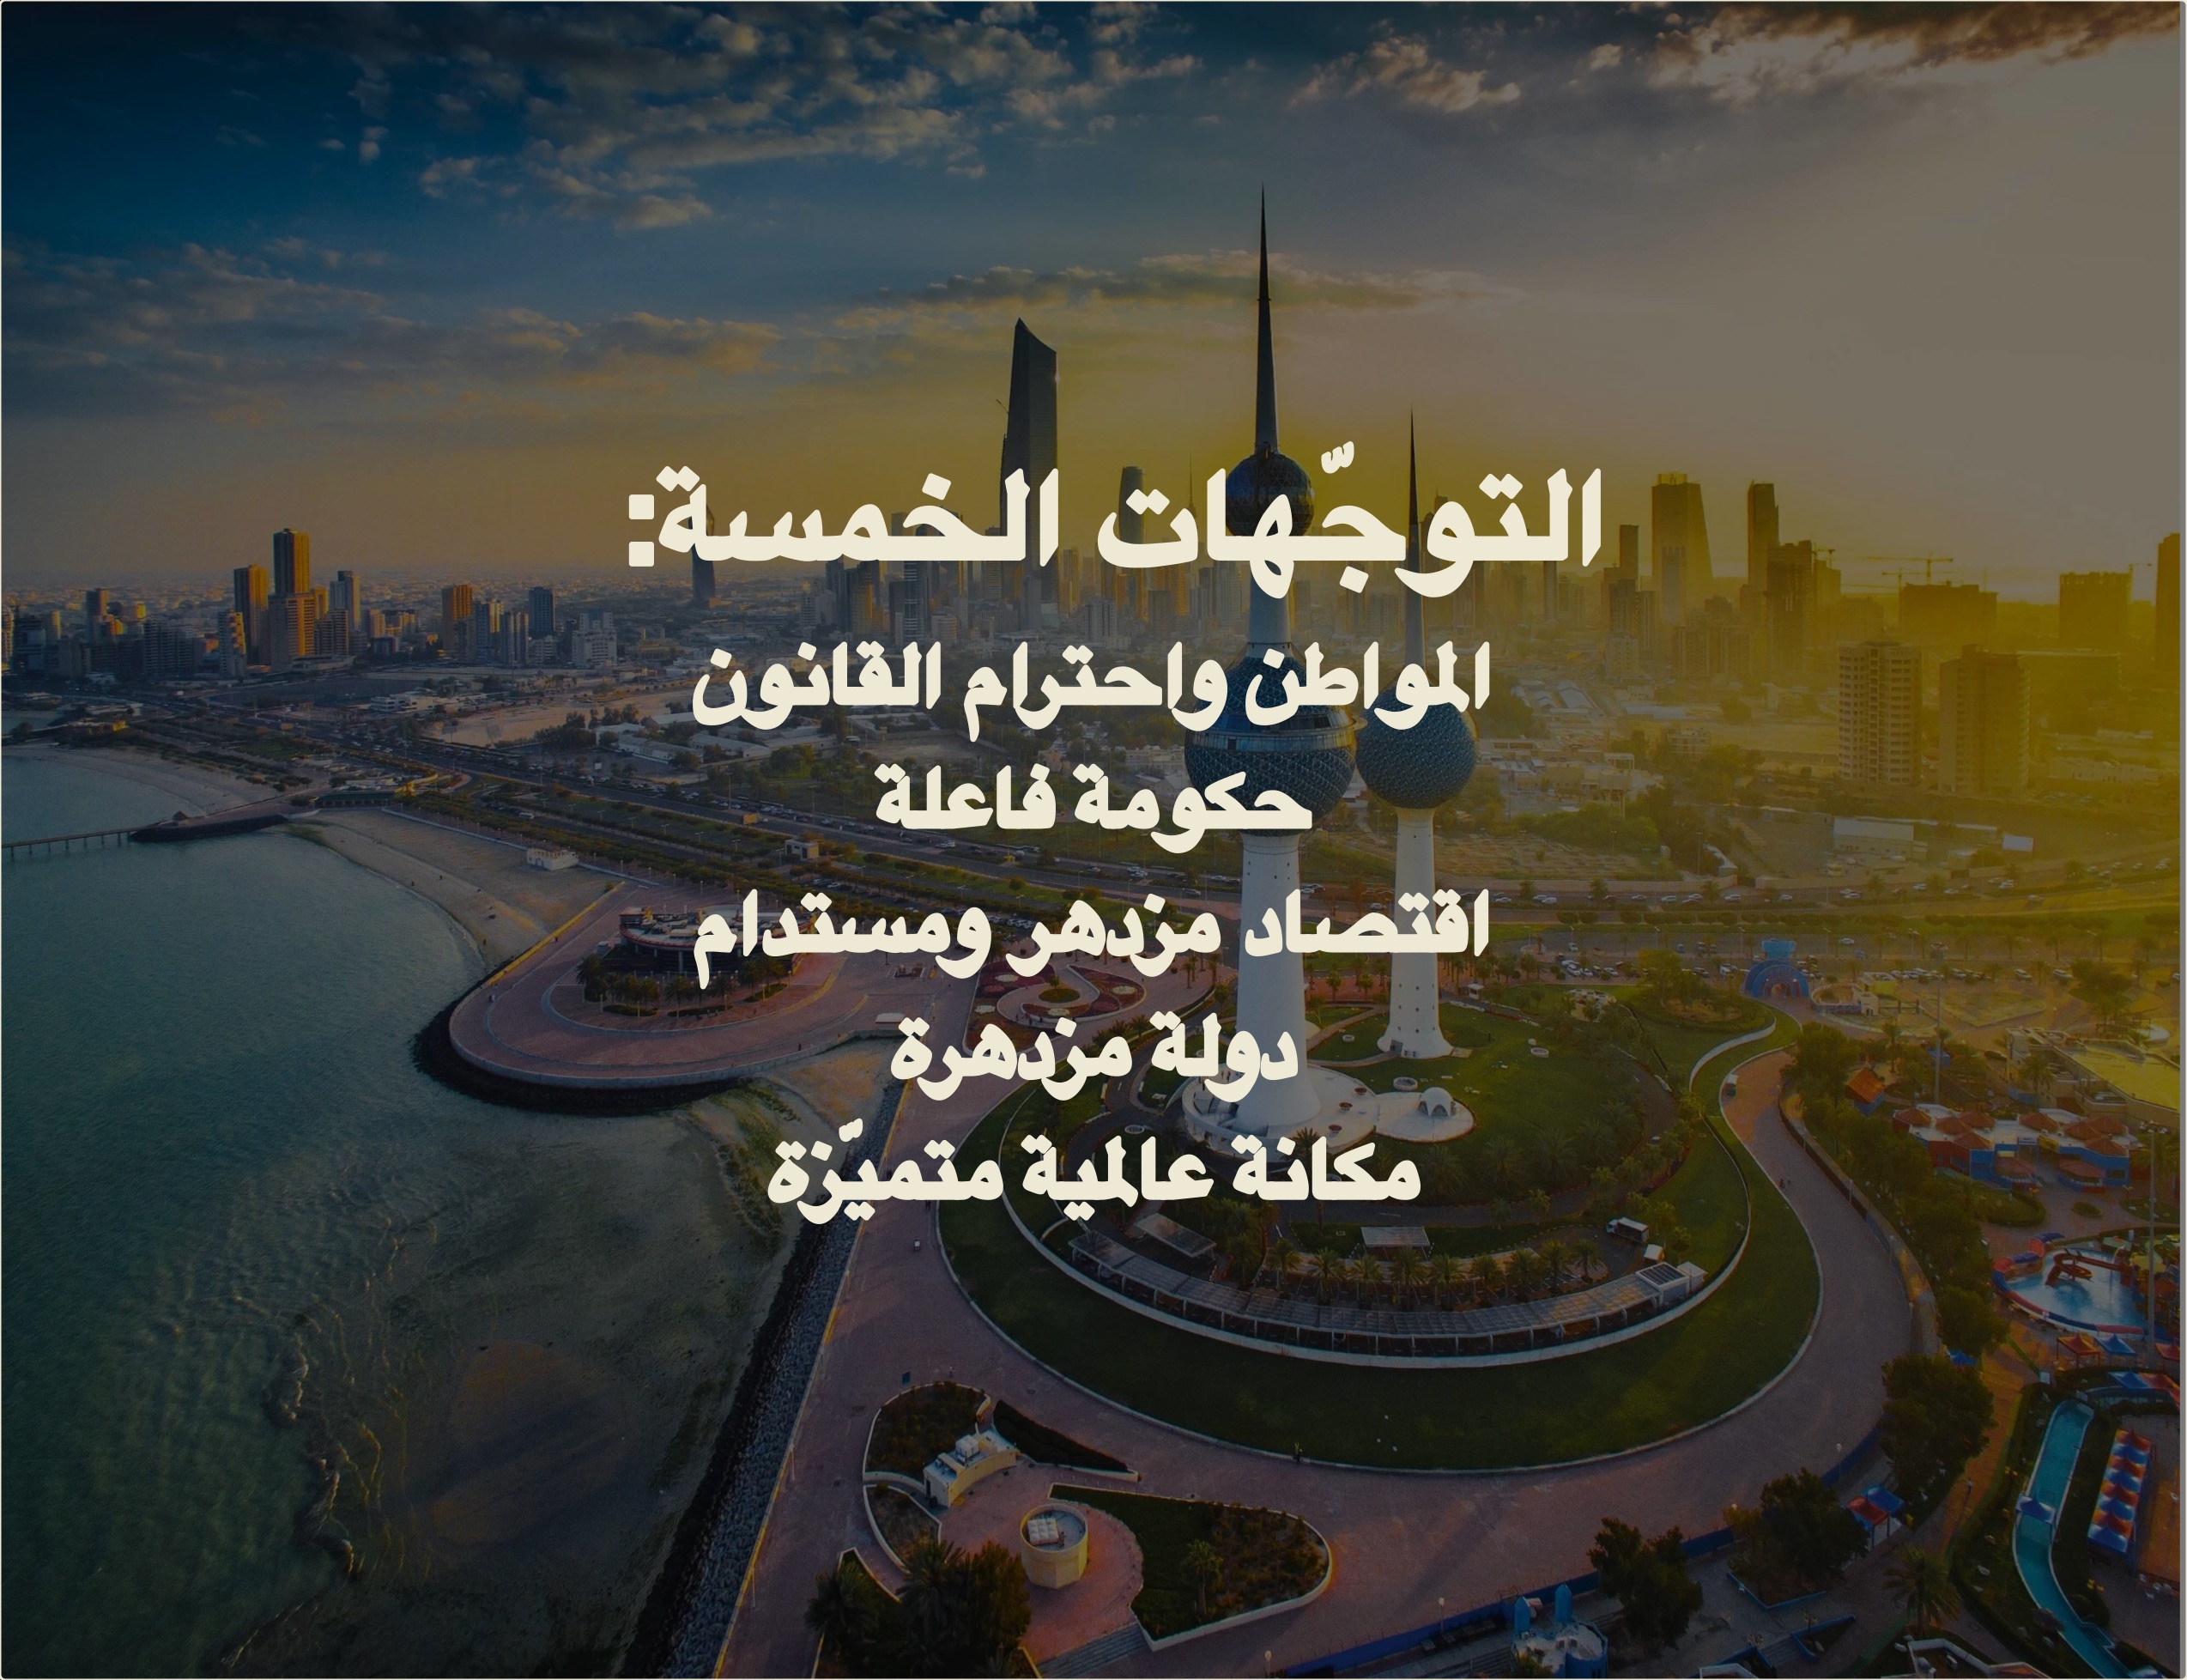 التوجّهات الخمسة:
المواطن واحترام القانون
حكومة فاعلة
اقتصاد مزدهر ومستدام
دولة مزدهرة
مكانة عالمية متميّزة